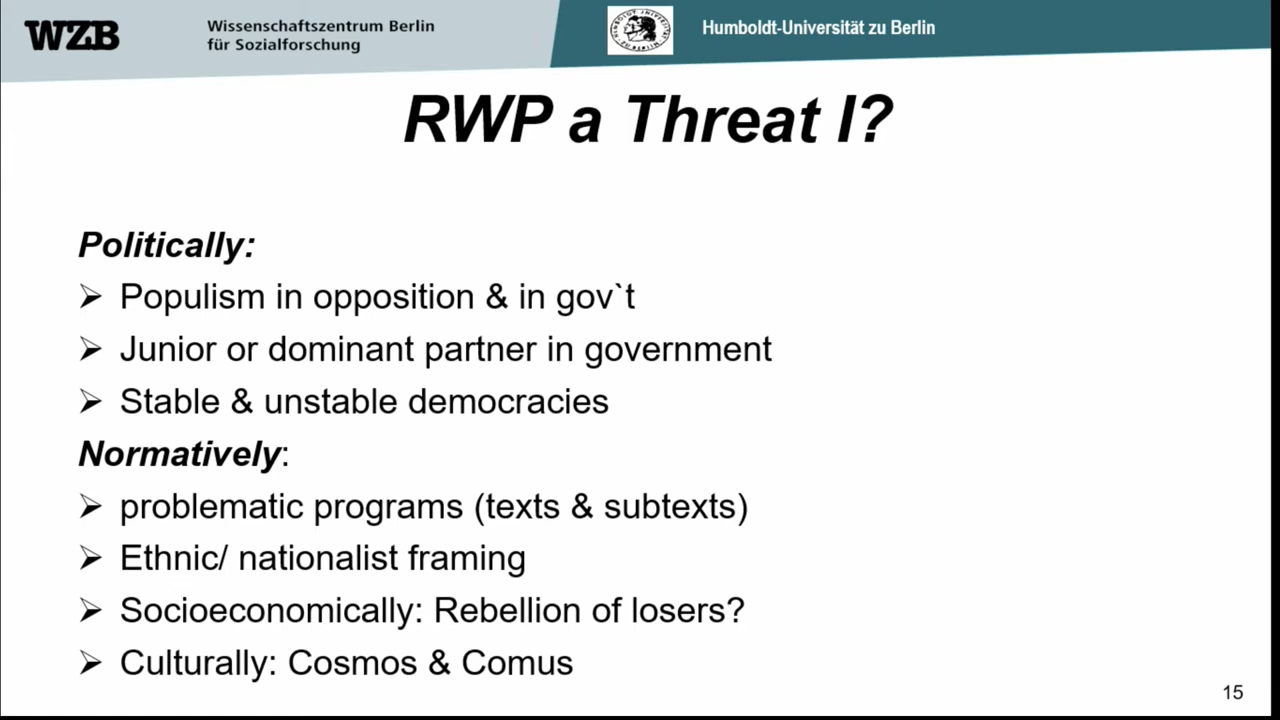 WZB
Wissenschaftszentrum Berlin
für Sozialforschung
Humboldt-Universität zu Berlin
RWP a Threat I?
Politically:
Populism in opposition & in gov`t
Junior or dominant partner in government
Stable & unstable democracies
Normatively:
problematic programs (texts & subtexts)
Ethnic/ nationalist framing
Socioeconomically: Rebellion of losers?
Culturally: Cosmos & Comus
15